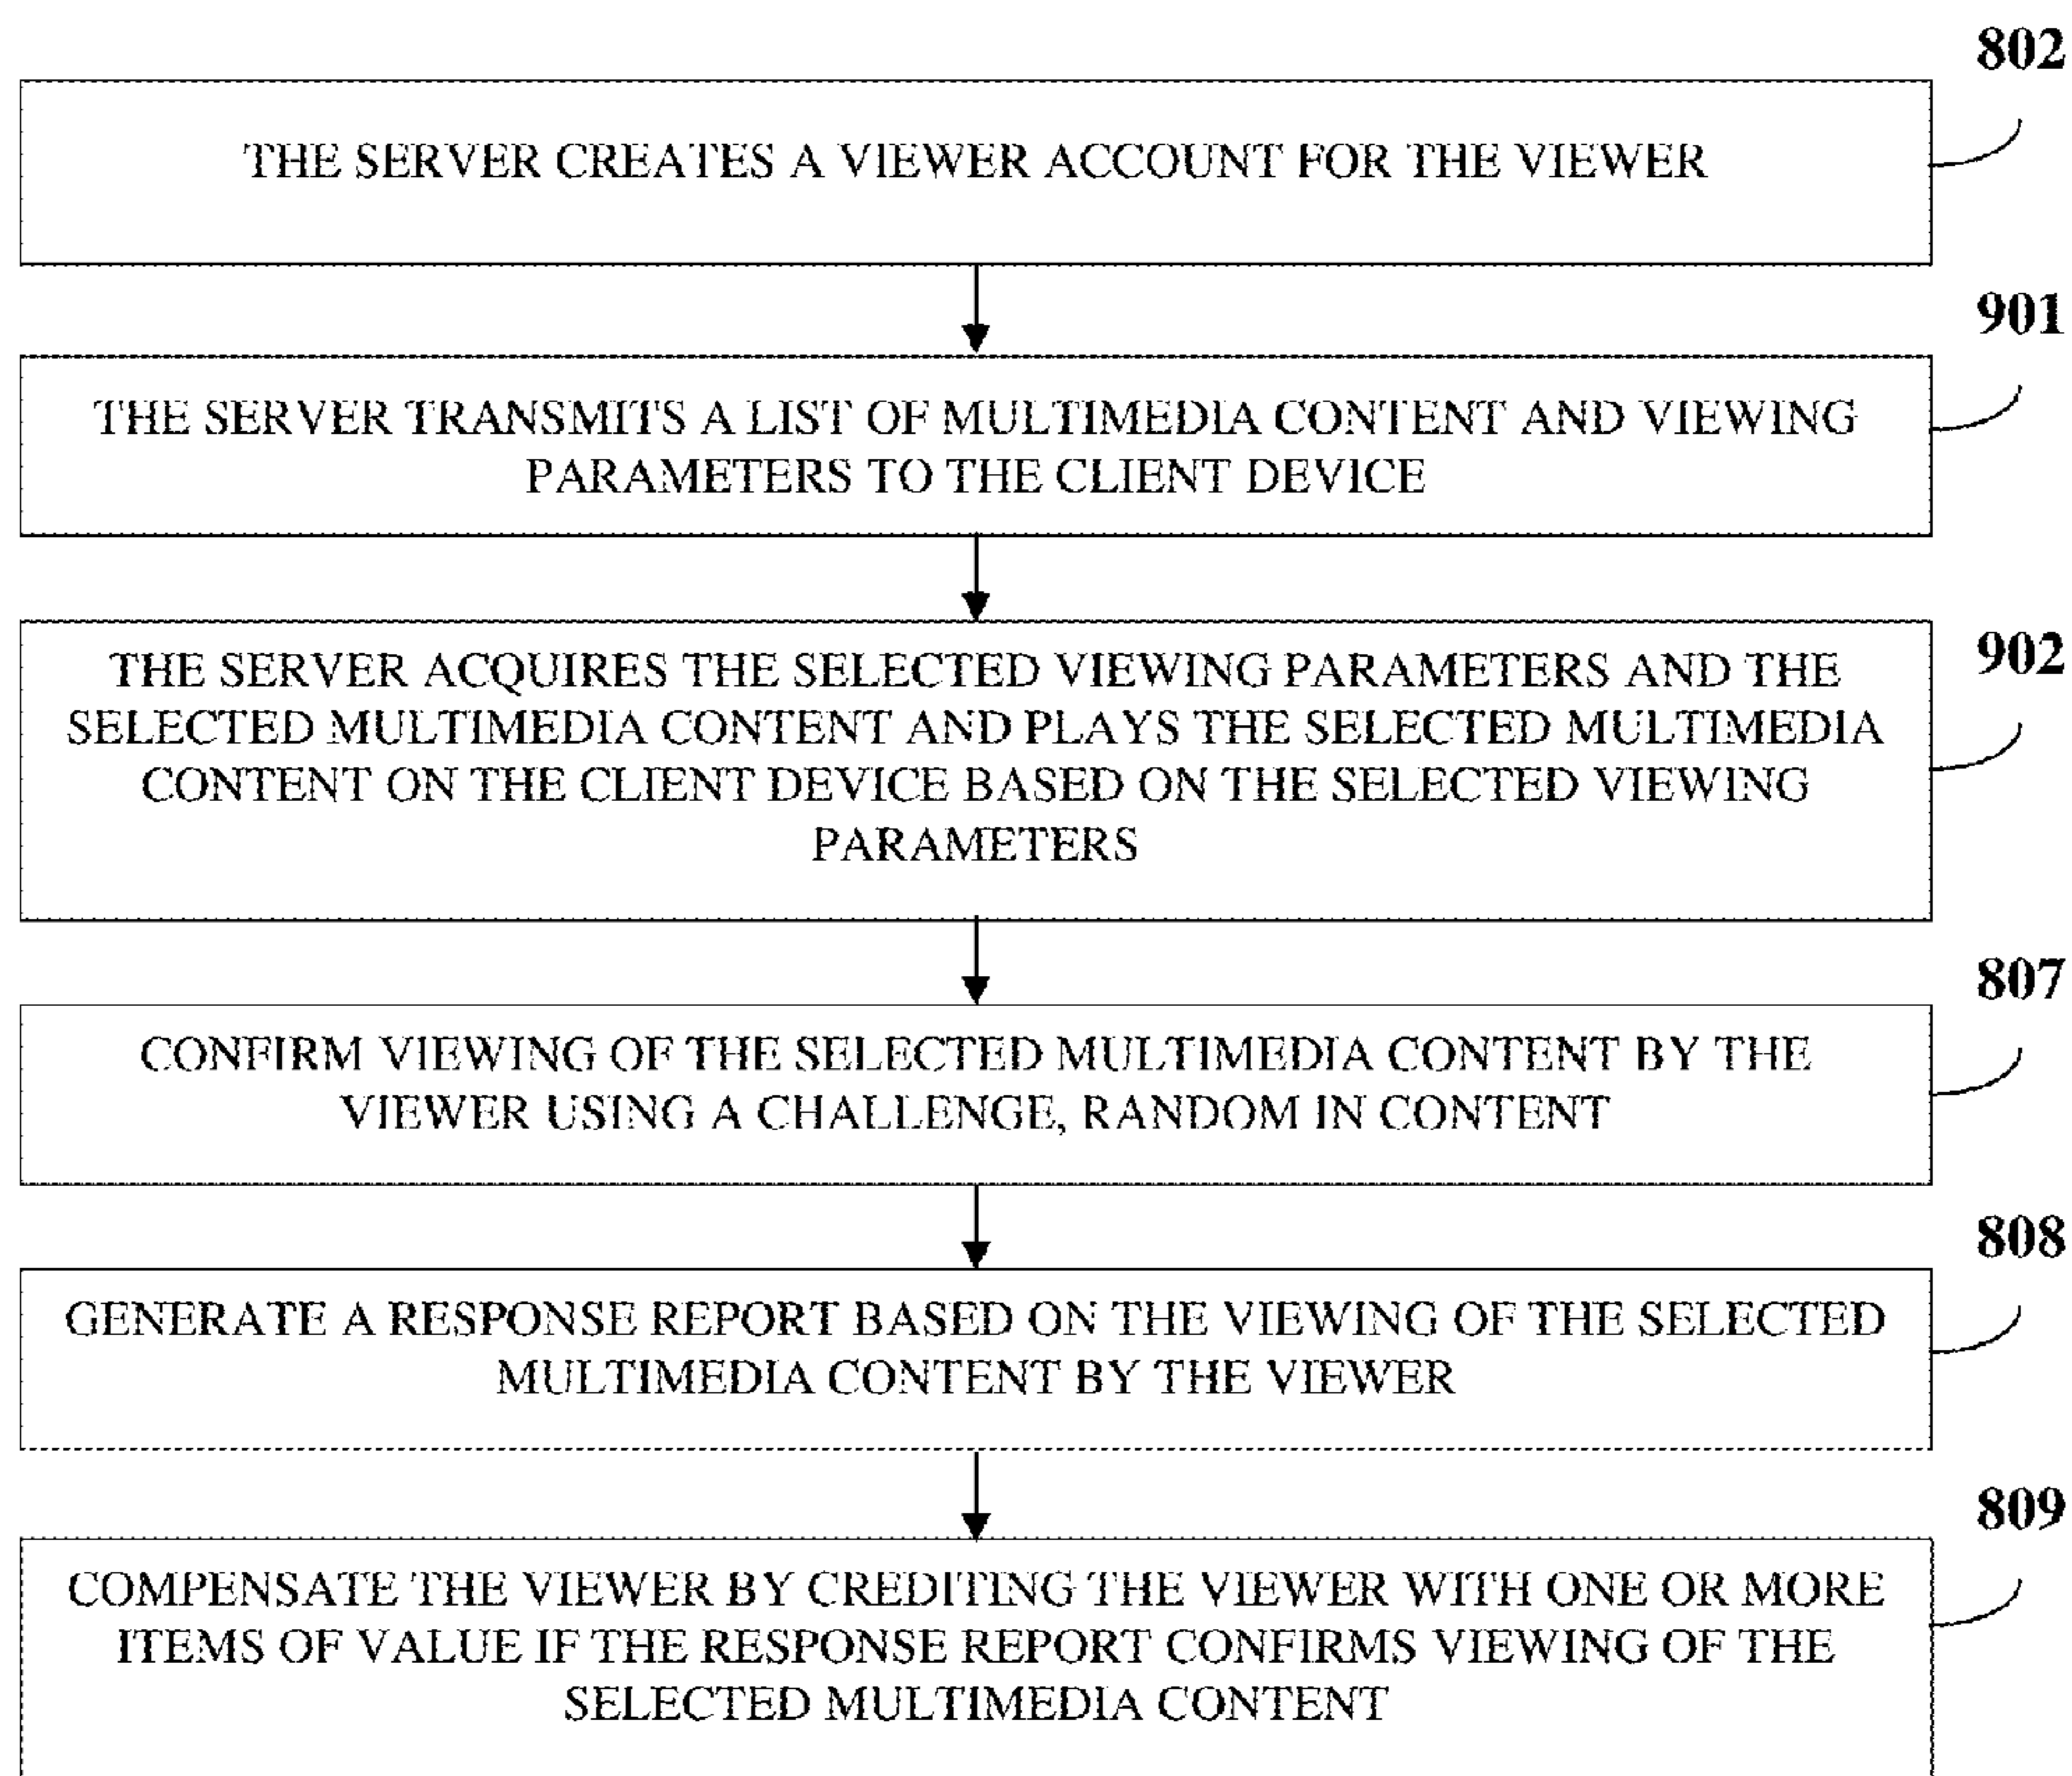 802
THE SERVER CREATES A VIEWER ACCOUNT FOR THE VIEWER
901
THE SERVER TRANSMITS A LIST OF MULTIMEDIA CONTENT AND VIEWING
PARAMETERS TO THE CLIENT DEVICE
902
THE SERVER ACQUIRES THE SELECTED VIEWING PARAMETERS AND THE
SELECTED MULTIMEDIA CONTENT AND PLAYS THE SELECTED MULTIMEDIA
CONTENT ON THE CLIENT DEVICE BASED ON THE SELECTED VIEWING
PARAMETERS
807
CONFIRM VIEWING OF THE SELECTED MULTIMEDIA CONTENT BY THE
VIEWER USING A CHALLENGE, RANDOM IN CONTENT
808
GENERATE A RESPONSE REPORT BASED ON THE VIEWING OF THE SELECTED
MULTIMEDIA CONTENT BY THE VIEWER
809
COMPENSATE THE VIEWER BY CREDITING THE VIEWER WITH ONE OR MORE
ITEMS OF VALUE IF THE RESPONSE REPORT CONFIRMS VIEWING OF THE
SELECTED MULTIMEDIA CONTENT